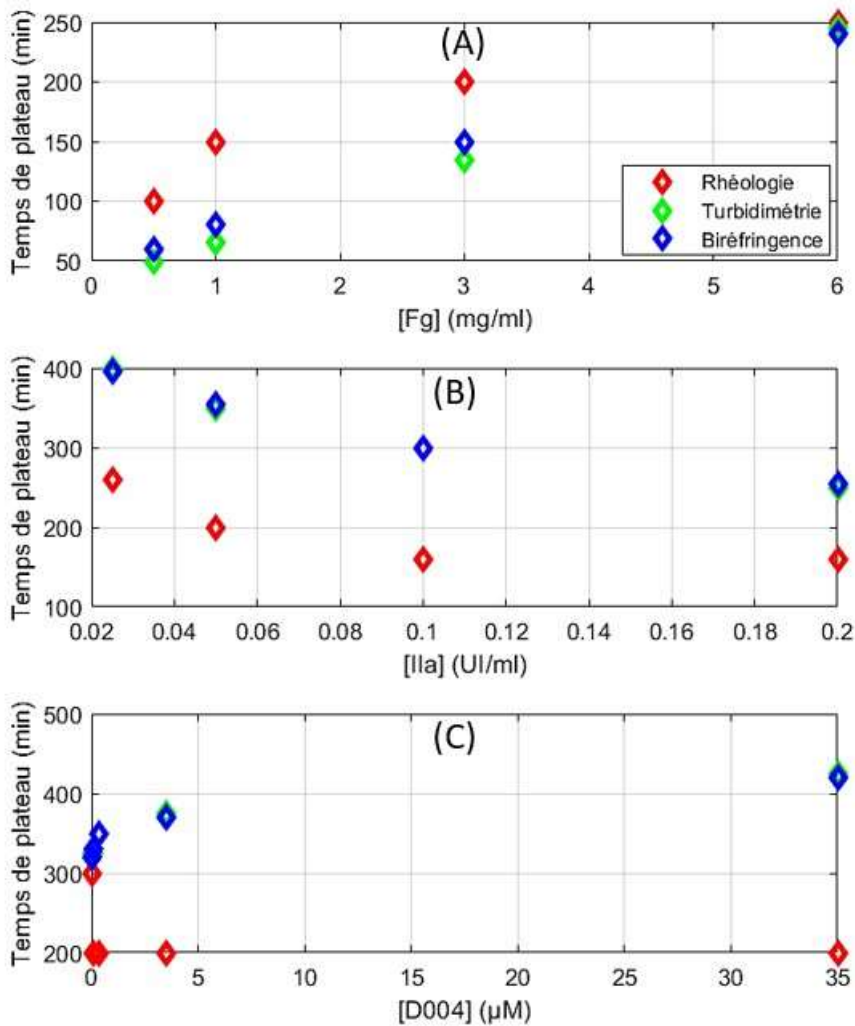 Temps de plateau (min)
250
200
150
100
50
(A)
Rhéologie
Turbidimétrie
Biréfringence
0 1 2 3 4 5 6
[Fg] (mg/ml)
Temps de plateau (min)
400
300
200
100
(B)
0.02 0.04 0.06 0.08 0.1 0.12 0.14 0.16 0.18 0.2
[IIa] (UI/ml)
Temps de plateau (min)
500
400
300
200
(C)
0 5 10 15 20 25 30 35
[D004] (µM)